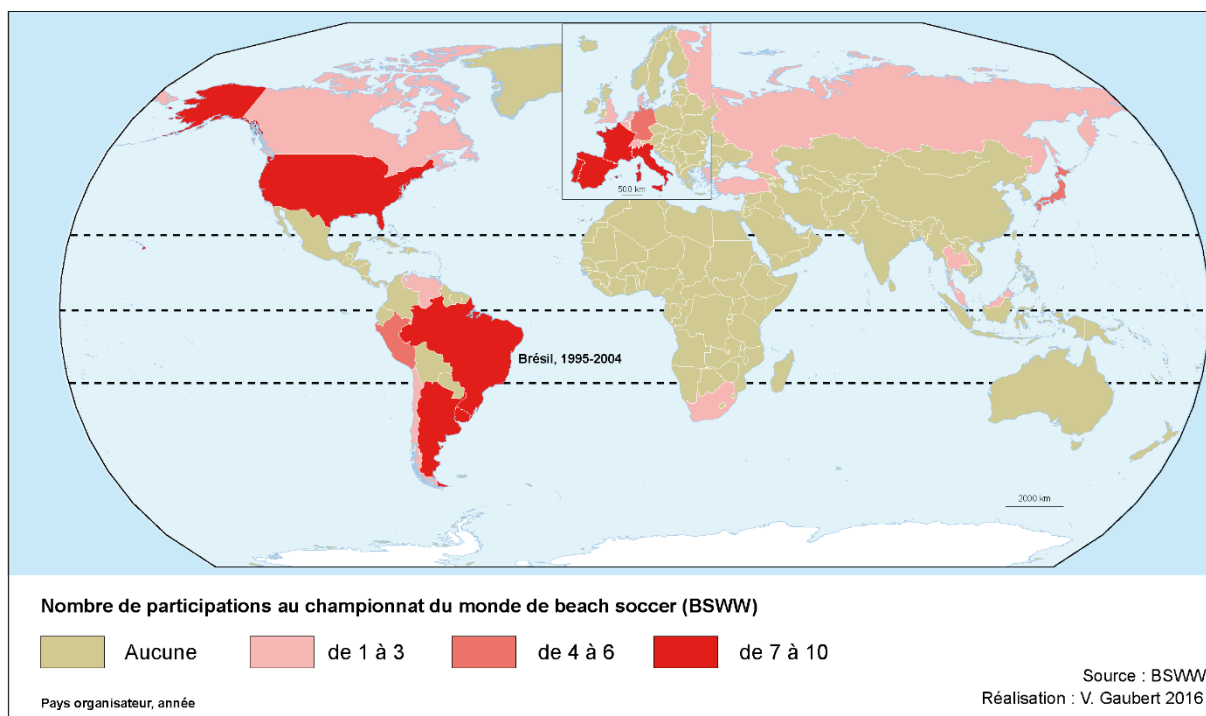 500 km
Brésil, 1995-2004
2000 km
Nombre de participations au championnat du monde de beach soccer (BSWW)
Aucune
de 1 à 3
de 4 à 6
de 7 à 10
Pays organisateur, année
Source : BSWW
Réalisation : V. Gaubert 2016